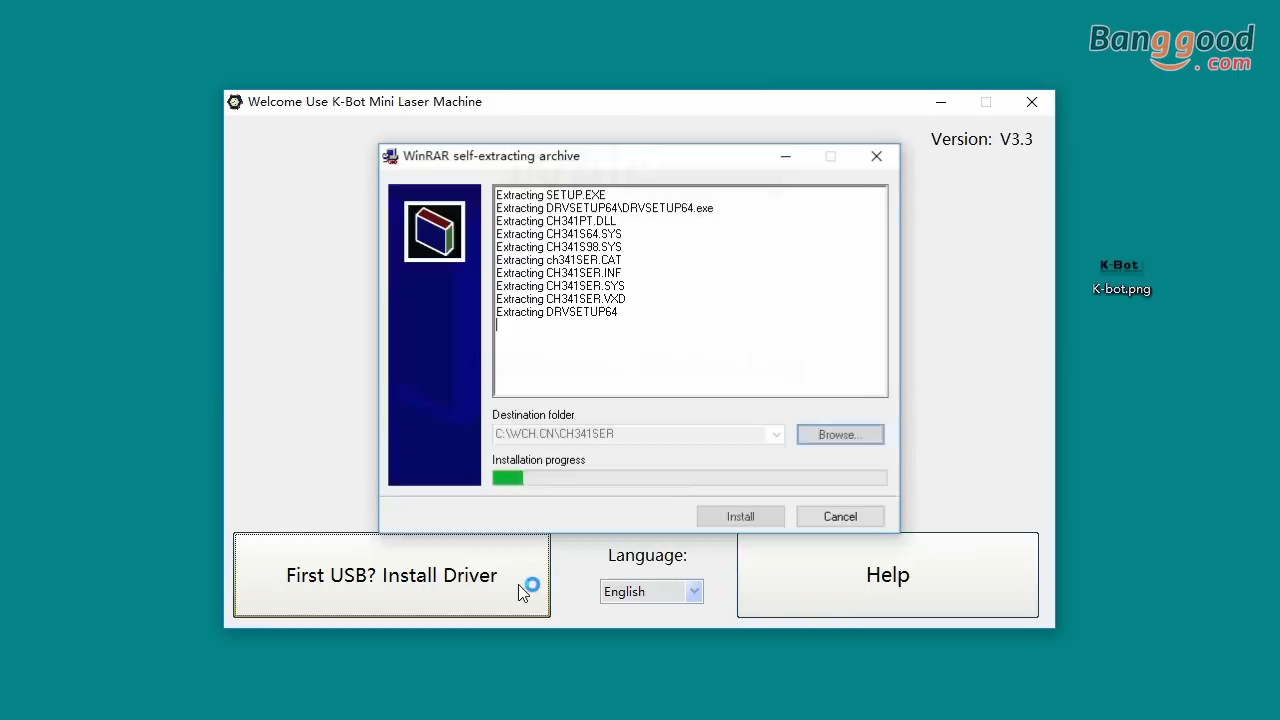 Banggood
.com
Welcome Use K-Bot Mini Laser Machine
Version: V3.3
WinRAR self-extracting archive
Extracting SETUP.EXE
Extracting DRVSETUP64\DRVSETUP64.exe
Extracting CH341PT.DLL
Extracting CH341S64.SYS
Extracting CH341S98.SYS
Extracting ch341SER.CAT
Extracting CH341SER.INF
Extracting CH341SER.SYS
Extracting CH341SER.VXD
Extracting DRVSETUP64
K-Bot
K-bot.png
Destination folder
C:\WCH.CN\CH341SER
Browse...
Installation progress
Install
Cancel
First USB? Install Driver
Language:
English
Help